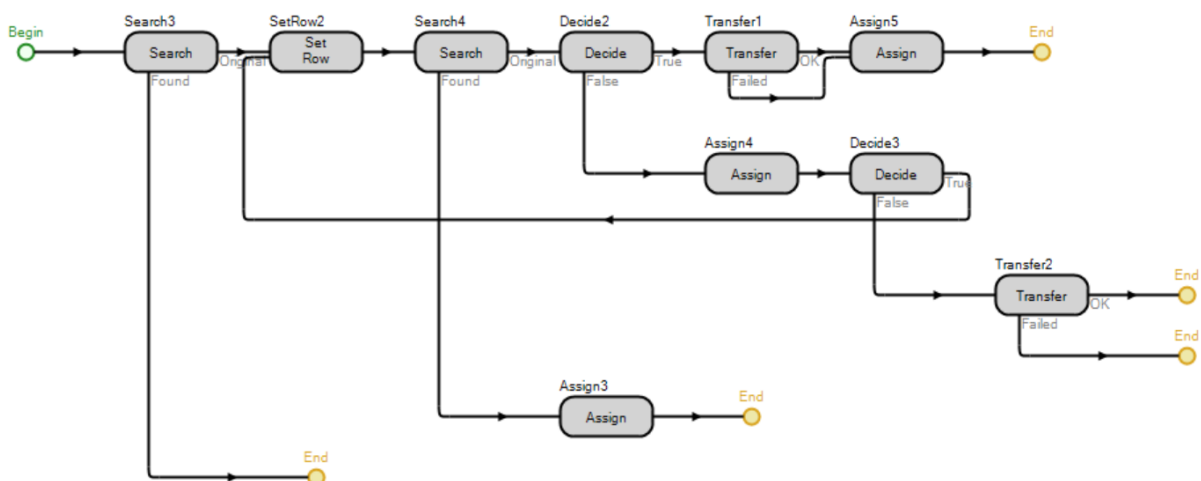 Search3
SetRow2
Search4
Decide2
Transfer1
Assign5
Begin
End
Search
Set
Row
Search
Decide
Transfer
Assign
Original
Original
True
OK
Found
Found
False
Failed
Assign4
Decide3
Assign
Decide
True
False
Transfer2
End
Transfer
OK
Failed
End
Assign3
End
Assign
End